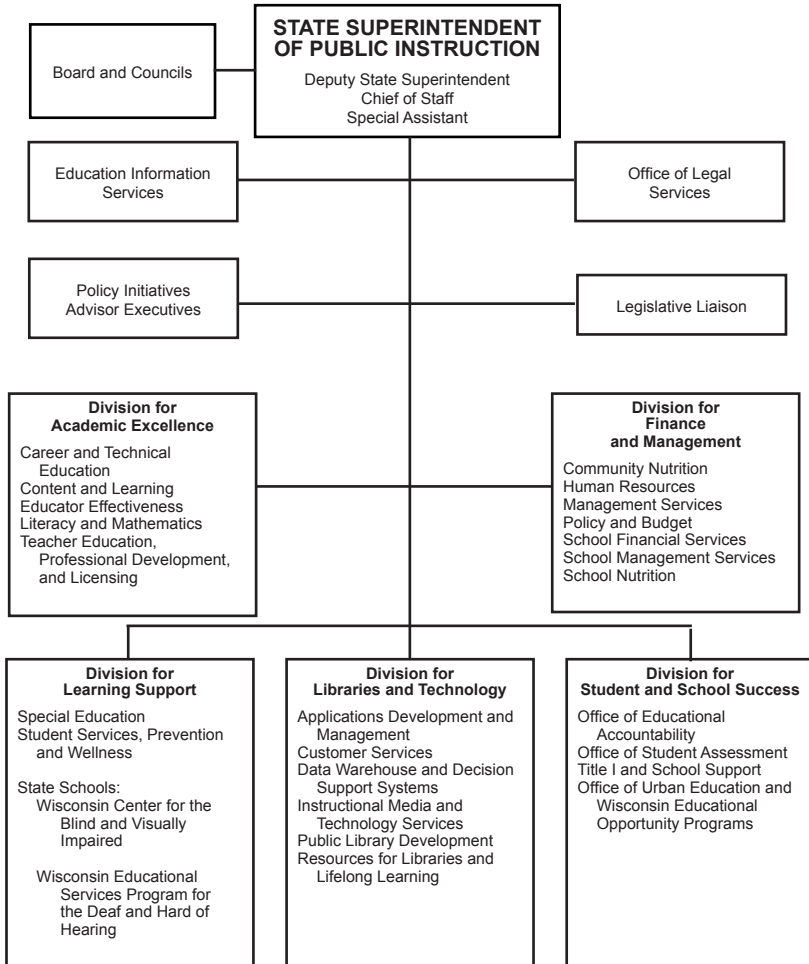 STATE SUPERINTENDENT
OF PUBLIC INSTRUCTION
Deputy State Superintendent
Chief of Staff
Special Assistant
Board and Councils
Education Information
Services
Office of Legal
Services
Policy Initiatives
Advisor Executives
Legislative Liaison
Division for
Academic Excellence
Career and Technical
Education
Content and Learning
Educator Effectiveness
Literacy and Mathematics
Teacher Education,
Professional Development,
and Licensing
Division for
Finance
and Management
Community Nutrition
Human Resources
Management Services
Policy and Budget
School Financial Services
School Management Services
School Nutrition
Division for
Learning Support
Special Education
Student Services, Prevention
and Wellness
State Schools:
Wisconsin Center for the
Blind and Visually
Impaired
Wisconsin Educational
Services Program for
the Deaf and Hard of
Hearing
Division for
Libraries and Technology
Applications Development and
Management
Customer Services
Data Warehouse and Decision
Support Systems
Instructional Media and
Technology Services
Public Library Development
Resources for Libraries and
Lifelong Learning
Division for
Student and School Success
Office of Educational
Accountability
Office of Student Assessment
Title I and School Support
Office of Urban Education and
Wisconsin Educational
Opportunity Programs